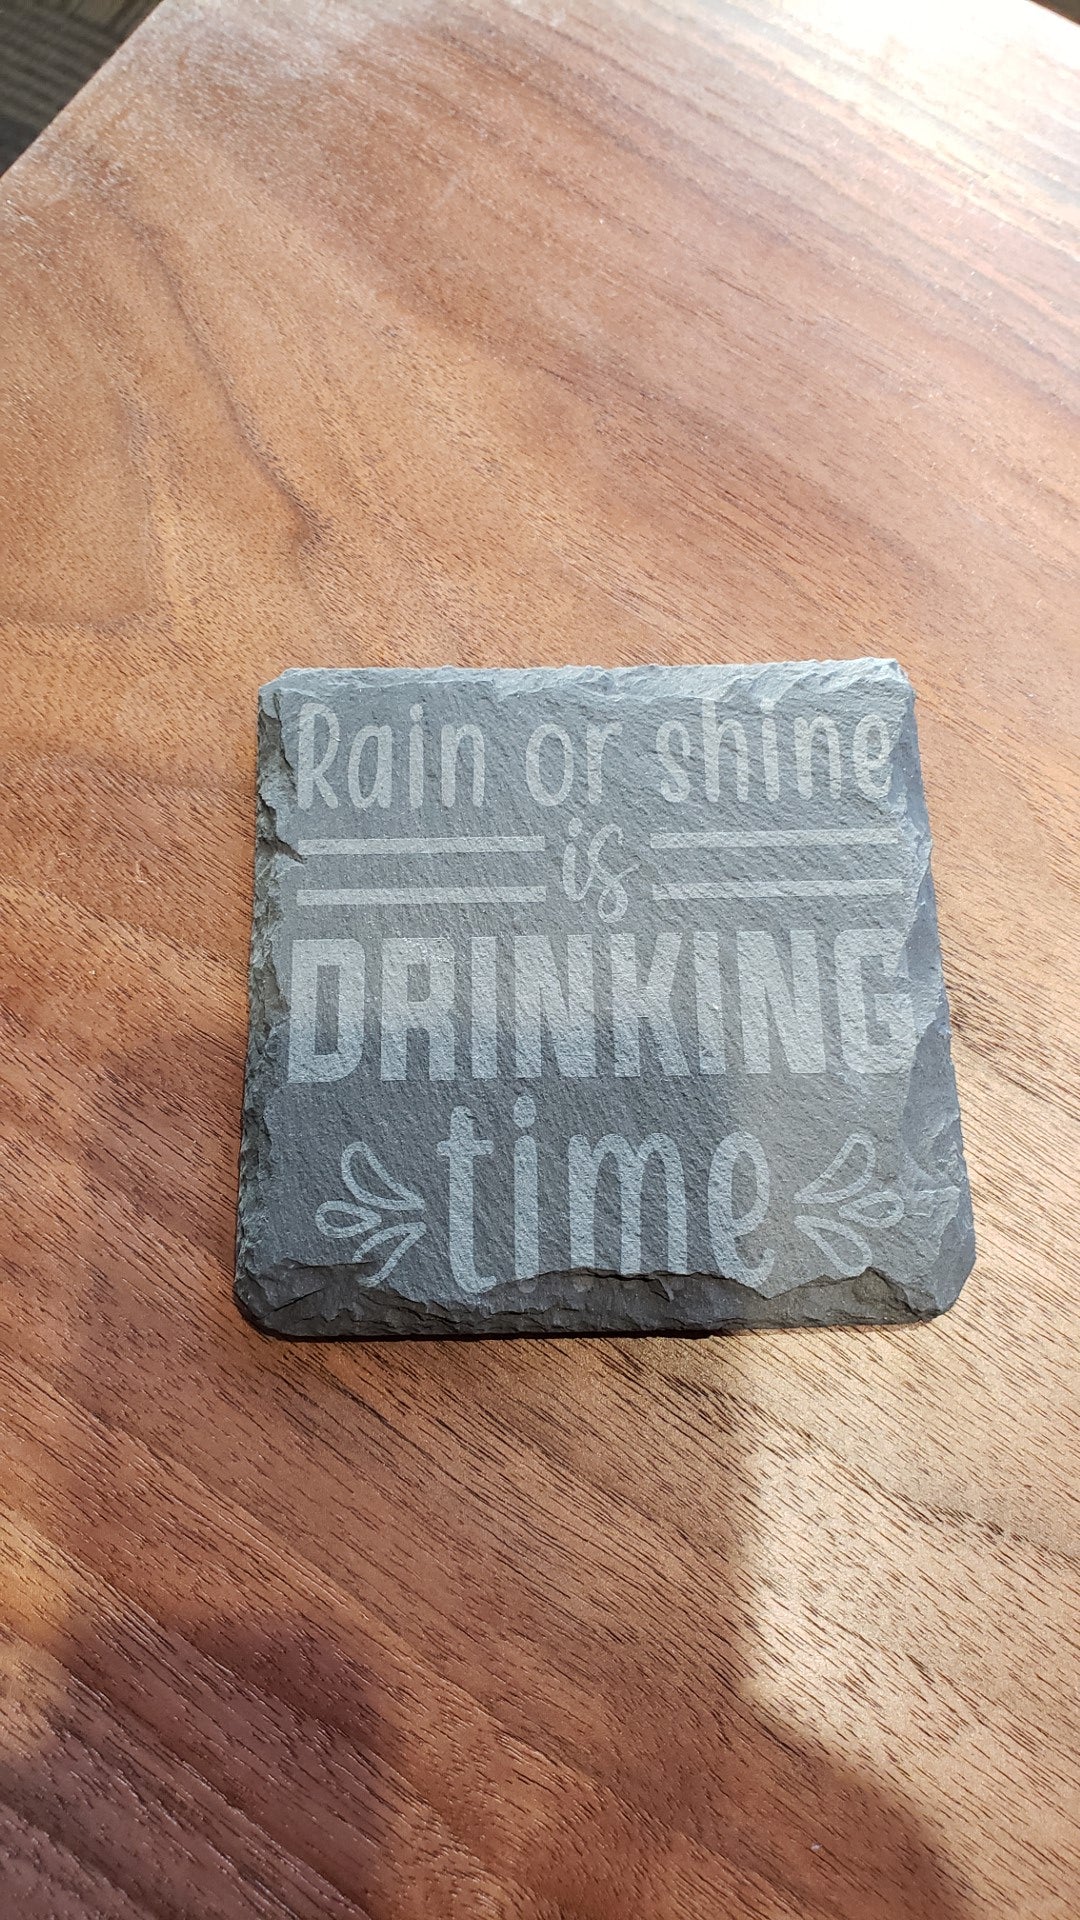 Rain or shine
is
DRINKING
time